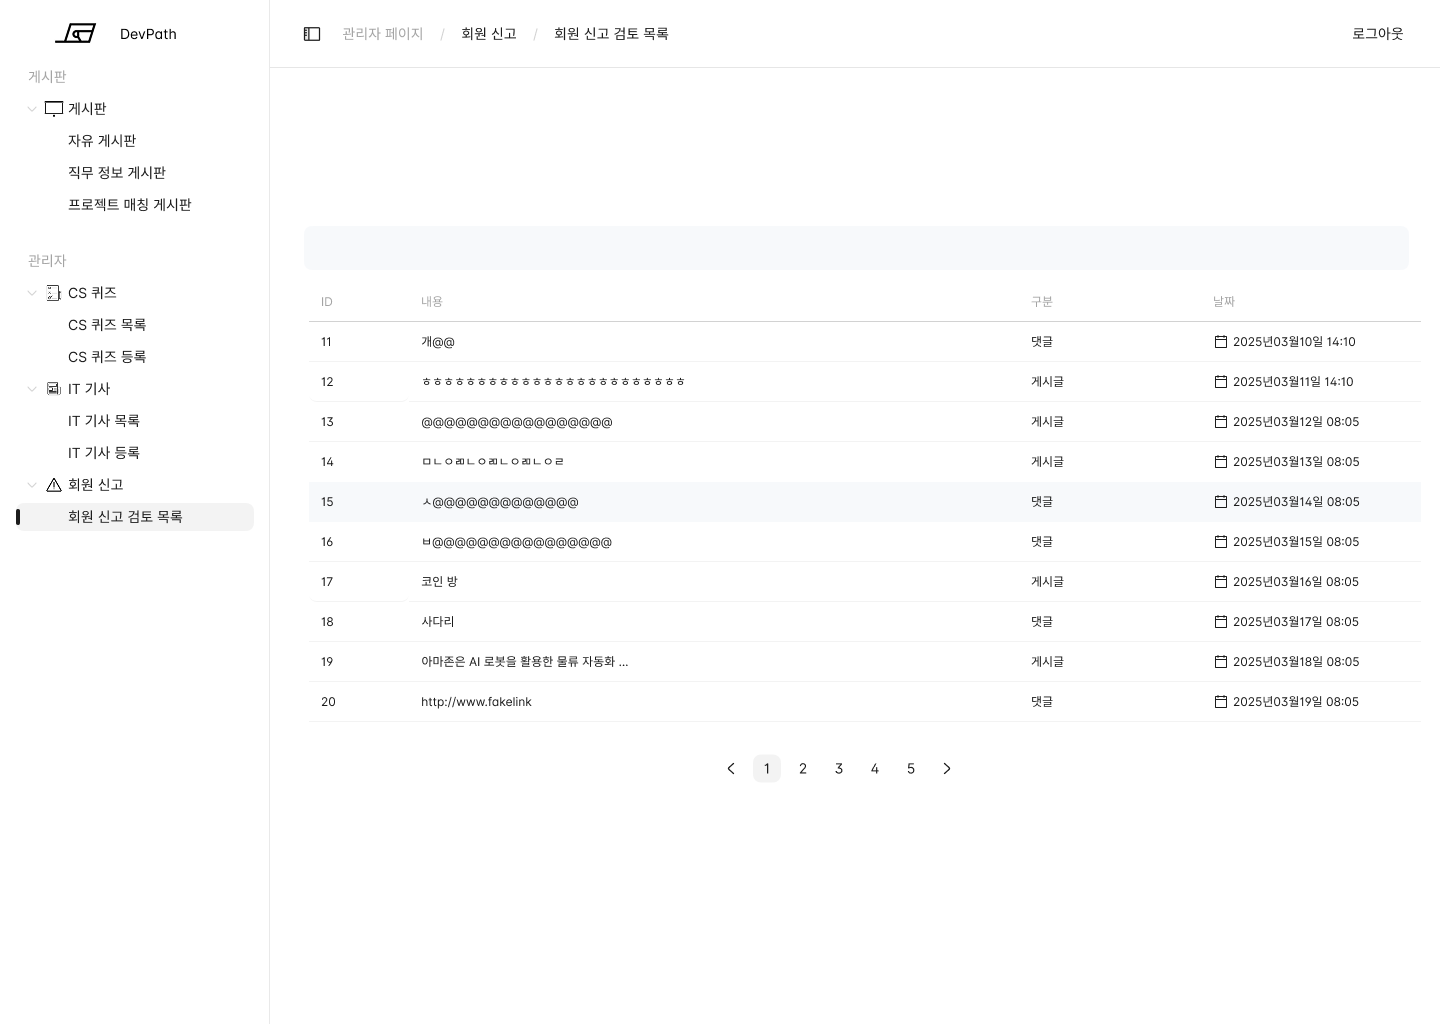 DevPath
게시판
게시판
자유 게시판
직무 정보 게시판
프로젝트 매칭 게시판
관리자
CS 퀴즈
CS 퀴즈 목록
CS 퀴즈 등록
IT 기사
IT 기사 목록
IT 기사 등록
회원 신고
회원 신고 검토 목록
관리자 페이지 / 회원 신고 / 회원 신고 검토 목록
로그아웃
ID 내용 구분 날짜
11 개@@ 댓글 2025년03월10일 14:10
12 ㅎㅎㅎㅎㅎㅎㅎㅎㅎㅎㅎㅎㅎㅎㅎㅎㅎㅎㅎㅎㅎㅎㅎㅎ 게시글 2025년03월11일 14:10
13 @@@@@@@@@@@@@@@@@ 게시글 2025년03월12일 08:05
14 ㅁㄴㅇㄻㄴㅇㄻㄴㅇㄻㄴㅇㄹ 게시글 2025년03월13일 08:05
15 ㅅ@@@@@@@@@@@@@ 댓글 2025년03월14일 08:05
16 ㅂ@@@@@@@@@@@@@@@@ 댓글 2025년03월15일 08:05
17 코인 방 게시글 2025년03월16일 08:05
18 사다리 댓글 2025년03월17일 08:05
19 아마존은 AI 로봇을 활용한 물류 자동화 ... 게시글 2025년03월18일 08:05
20 http://www.fakelink 댓글 2025년03월19일 08:05
1 2 3 4 5